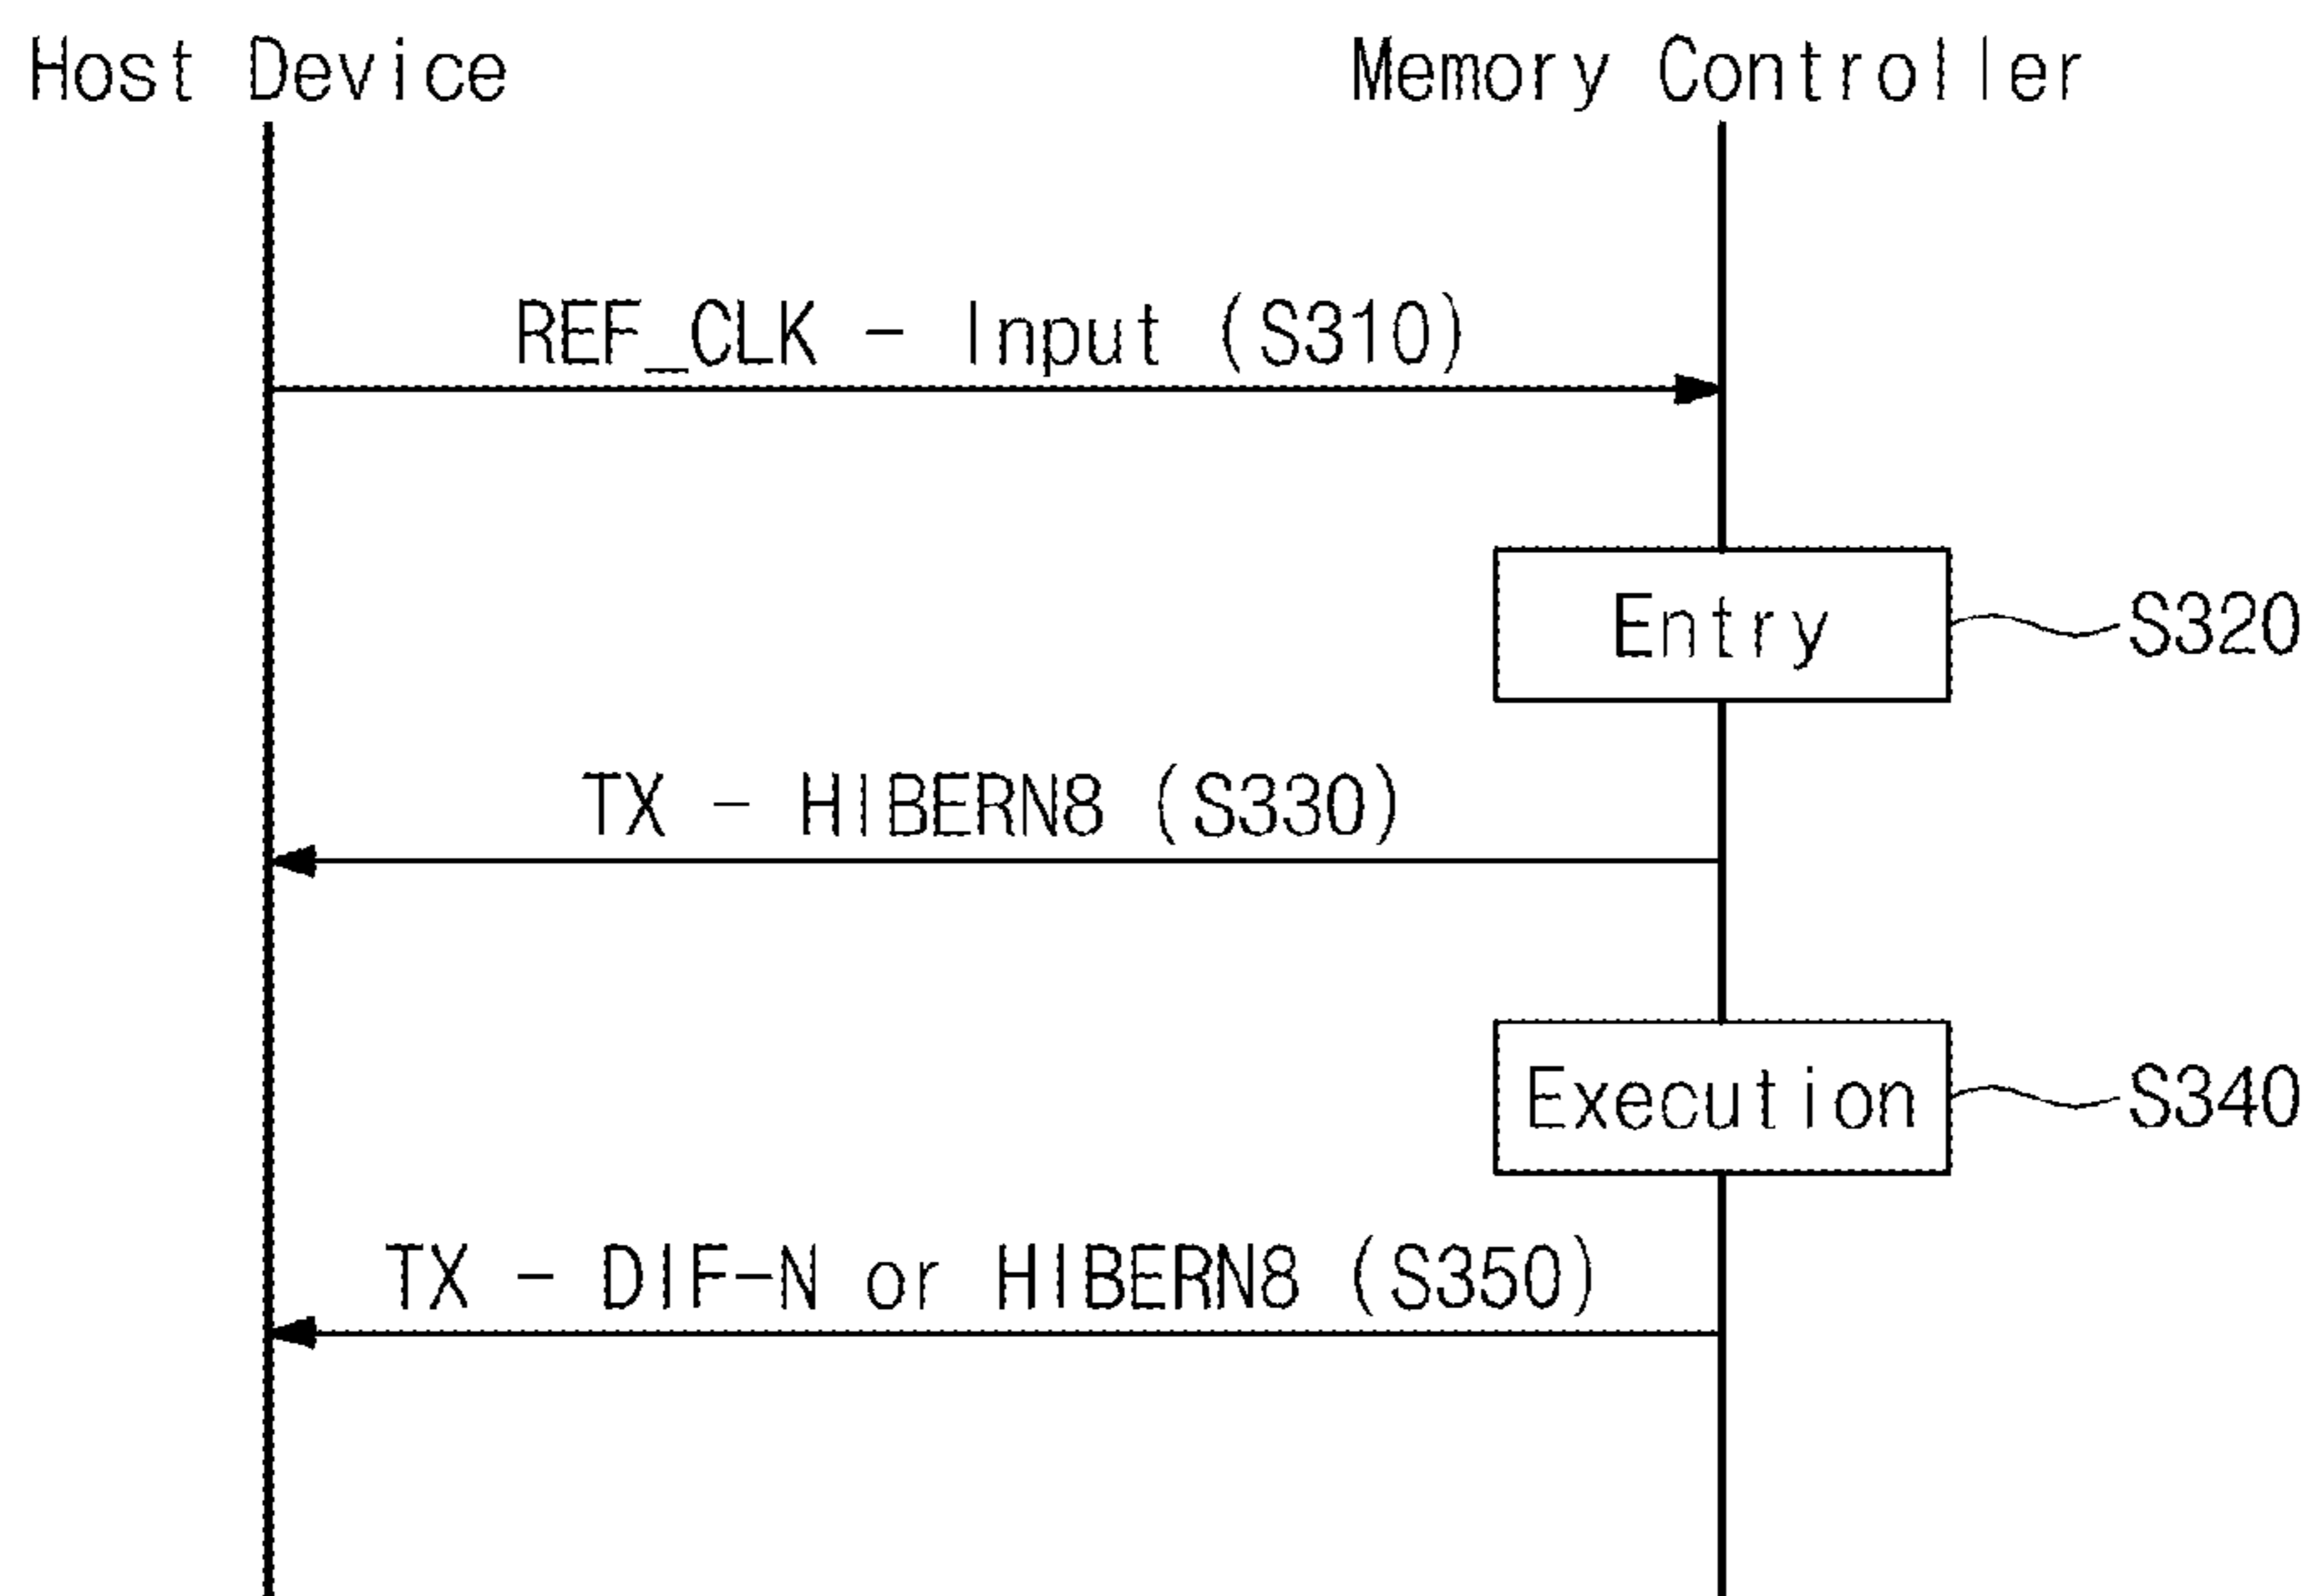 Host Device
Memory Controller
REF_CLK - Input (S310)
Entry
S320
TX - HIBERN8 (S330)
Execution
S340
TX - DIF-N or HIBERN8 (S350)